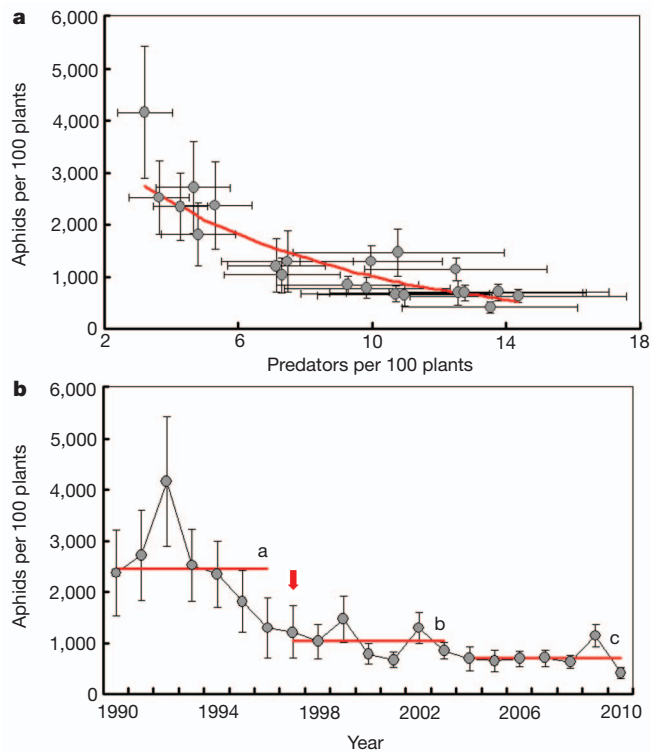 a
6,000
5,000
4,000
3,000
2,000
1,000
0
Aphids per 100 plants
2 6 10 14 18
Predators per 100 plants
b
6,000
5,000
4,000
3,000
2,000
1,000
0
Aphids per 100 plants
a
b
c
1990 1994 1998 2002 2006 2010
Year